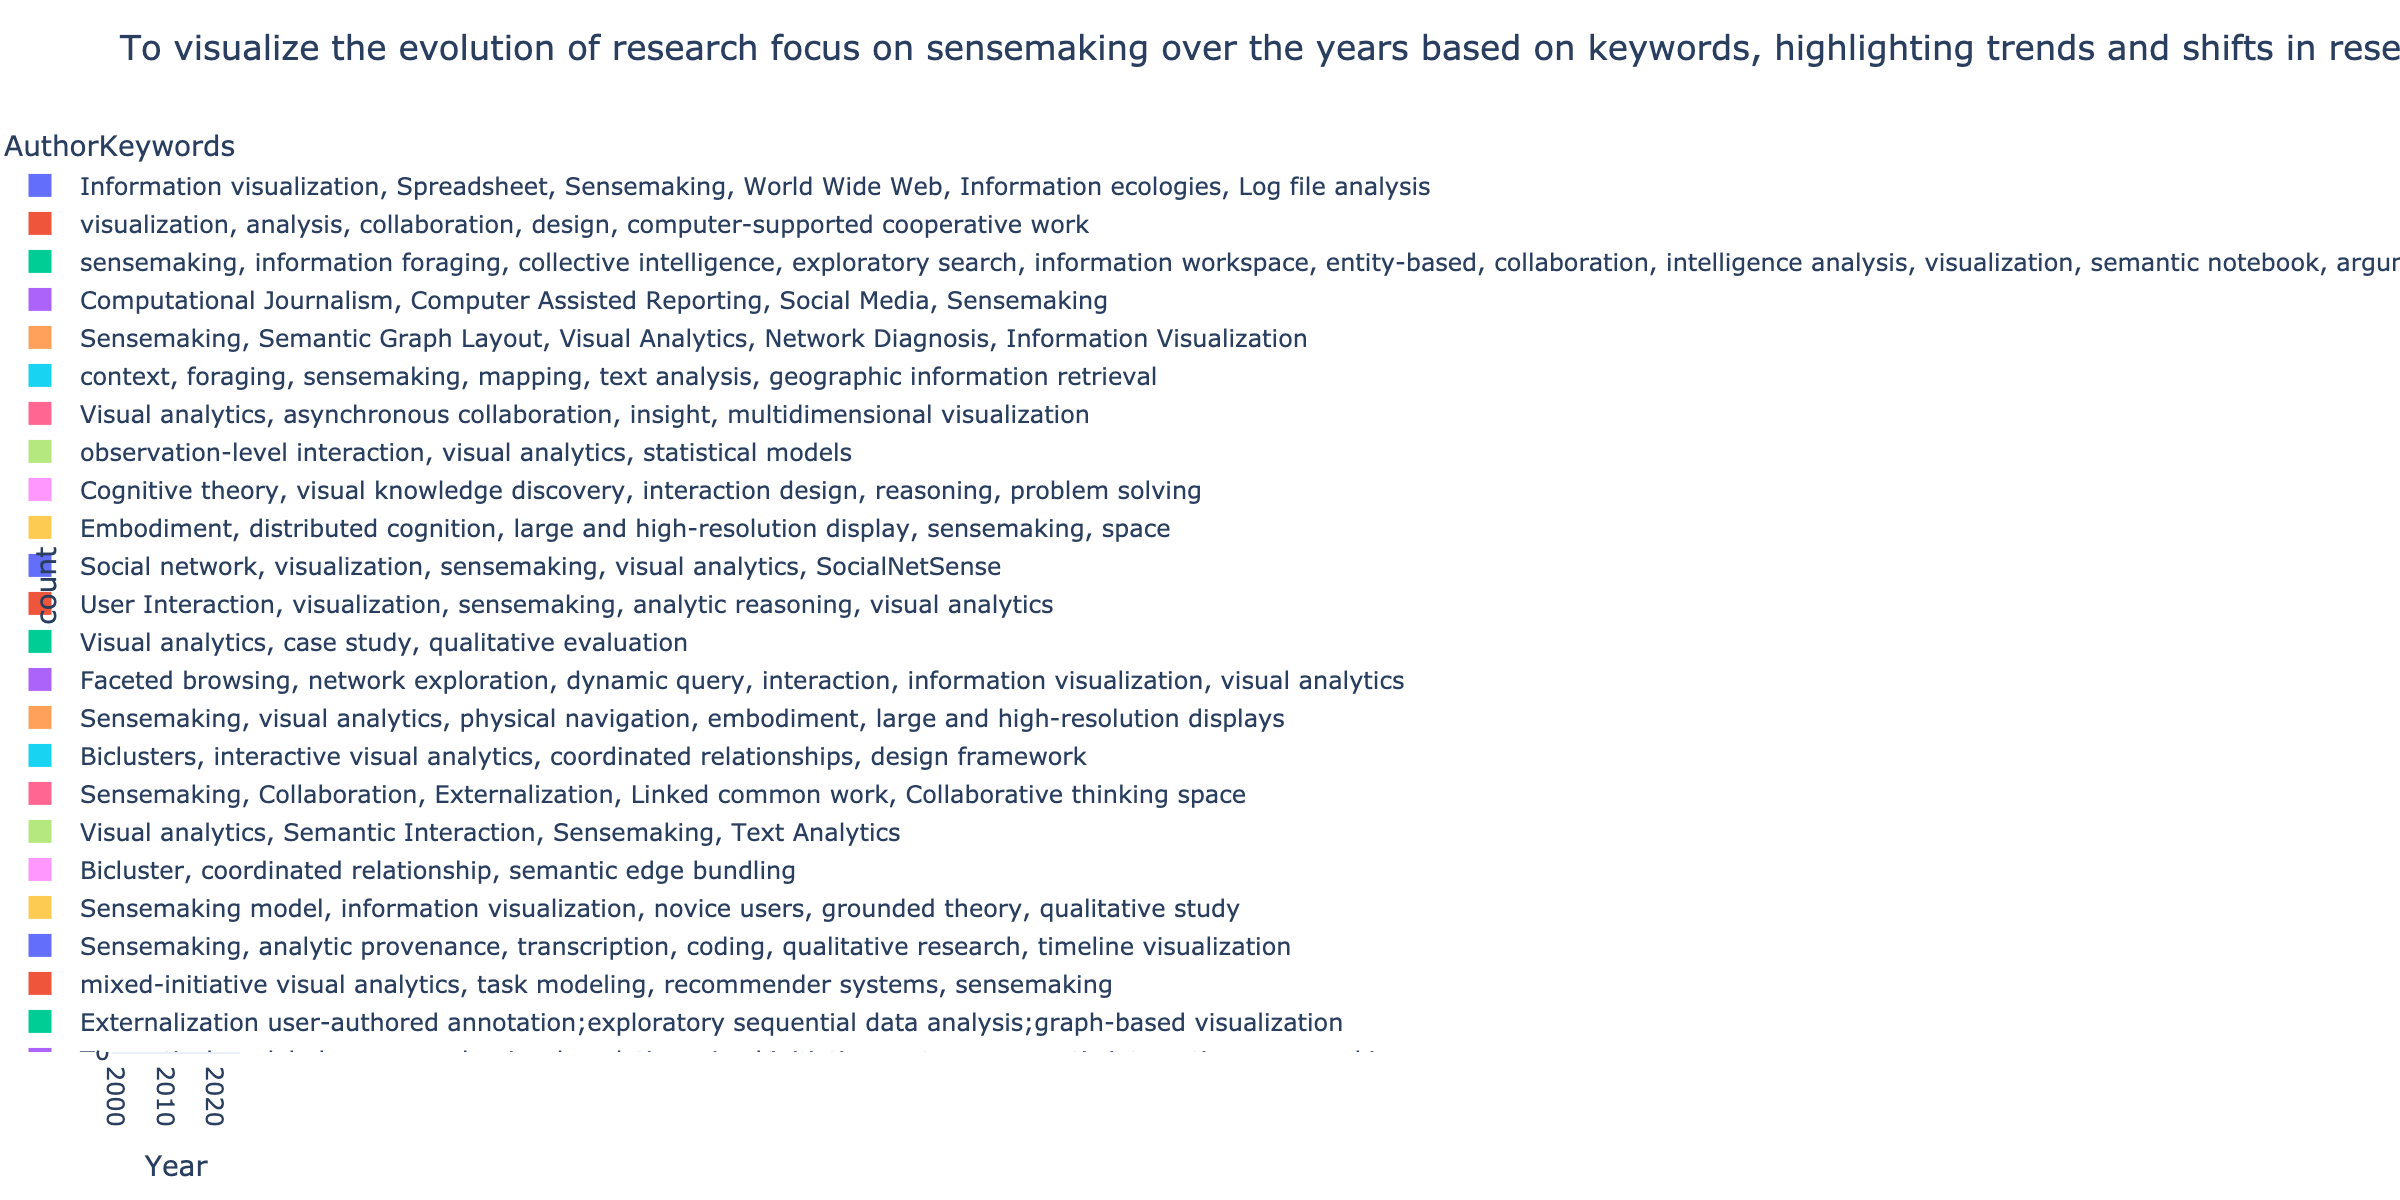 To visualize the evolution of research focus on sensemaking over the years based on keywords, highlighting trends and shifts in rese
AuthorKeywords
Information visualization, Spreadsheet, Sensemaking, World Wide Web, Information ecologies, Log file analysis
visualization, analysis, collaboration, design, computer-supported cooperative work
sensemaking, information foraging, collective intelligence, exploratory search, information workspace, entity-based, collaboration, intelligence analysis, visualization, semantic notebook,
Computational Journalism, Computer Assisted Reporting, Social Media, Sensemaking
Sensemaking, Semantic Graph Layout, Visual Analytics, Network Diagnosis, Information Visualization
context, foraging, sensemaking, mapping, text analysis, geographic information retrieval
Visual analytics, asynchronous collaboration, insight, multidimensional visualization
observation-level interaction, visual analytics, statistical models
Cognitive theory, visual knowledge discovery, interaction design, reasoning, problem solving
Embodiment, distributed cognition, large and high-resolution display, sensemaking, space
Social network, visualization, sensemaking, visual analytics, SocialNetSense
User Interaction, visualization, sensemaking, analytic reasoning, visual analytics
Visual analytics, case study, qualitative evaluation
Faceted browsing, network exploration, dynamic query, interaction, information visualization, visual analytics
Sensemaking, visual analytics, physical navigation, embodiment, large and high-resolution displays
Biclusters, interactive visual analytics, coordinated relationships, design framework
Sensemaking, Collaboration, Externalization, Linked common work, Collaborative thinking space
Visual analytics, Semantic Interaction, Sensemaking, Text Analytics
Bicluster, coordinated relationship, semantic edge bundling
Sensemaking model, information visualization, novice users, grounded theory, qualitative study
Sensemaking, analytic provenance, transcription, coding, qualitative research, timeline visualization
mixed-initiative visual analytics, task modeling, recommender systems, sensemaking
Externalization user-authored annotation;exploratory sequential data analysis;graph-based visualization
count
2000
2010
2020
Year